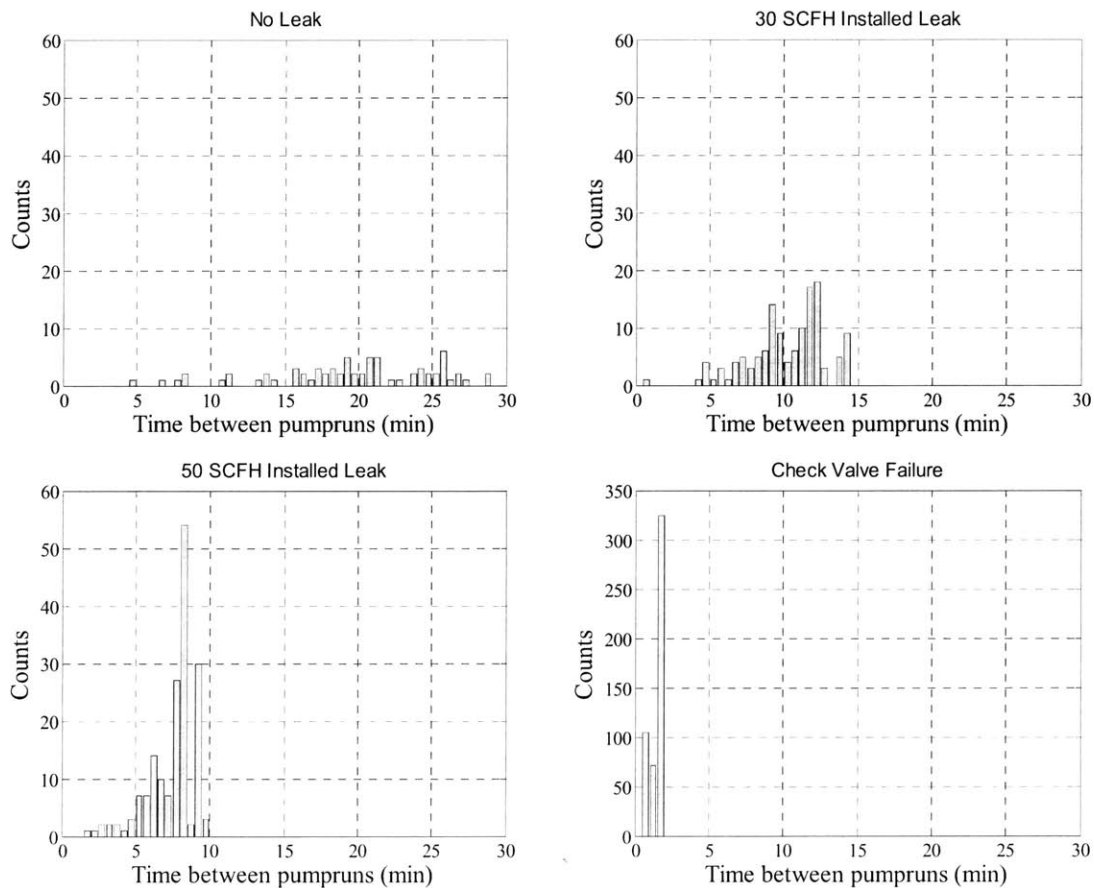 No Leak
60
50
40
30
20
10
0
Counts
0 5 10 15 20 25 30
Time between pumpruns (min)
30 SCFH Installed Leak
60
50
40
30
20
10
0
Counts
0 5 10 15 20 25 30
Time between pumpruns (min)
50 SCFH Installed Leak
60
50
40
30
20
10
0
Counts
0 5 10 15 20 25 30
Time between pumpruns (min)
Check Valve Failure
350
300
250
200
150
100
50
0
Counts
0 5 10 15 20 25 30
Time between pumpruns (min)